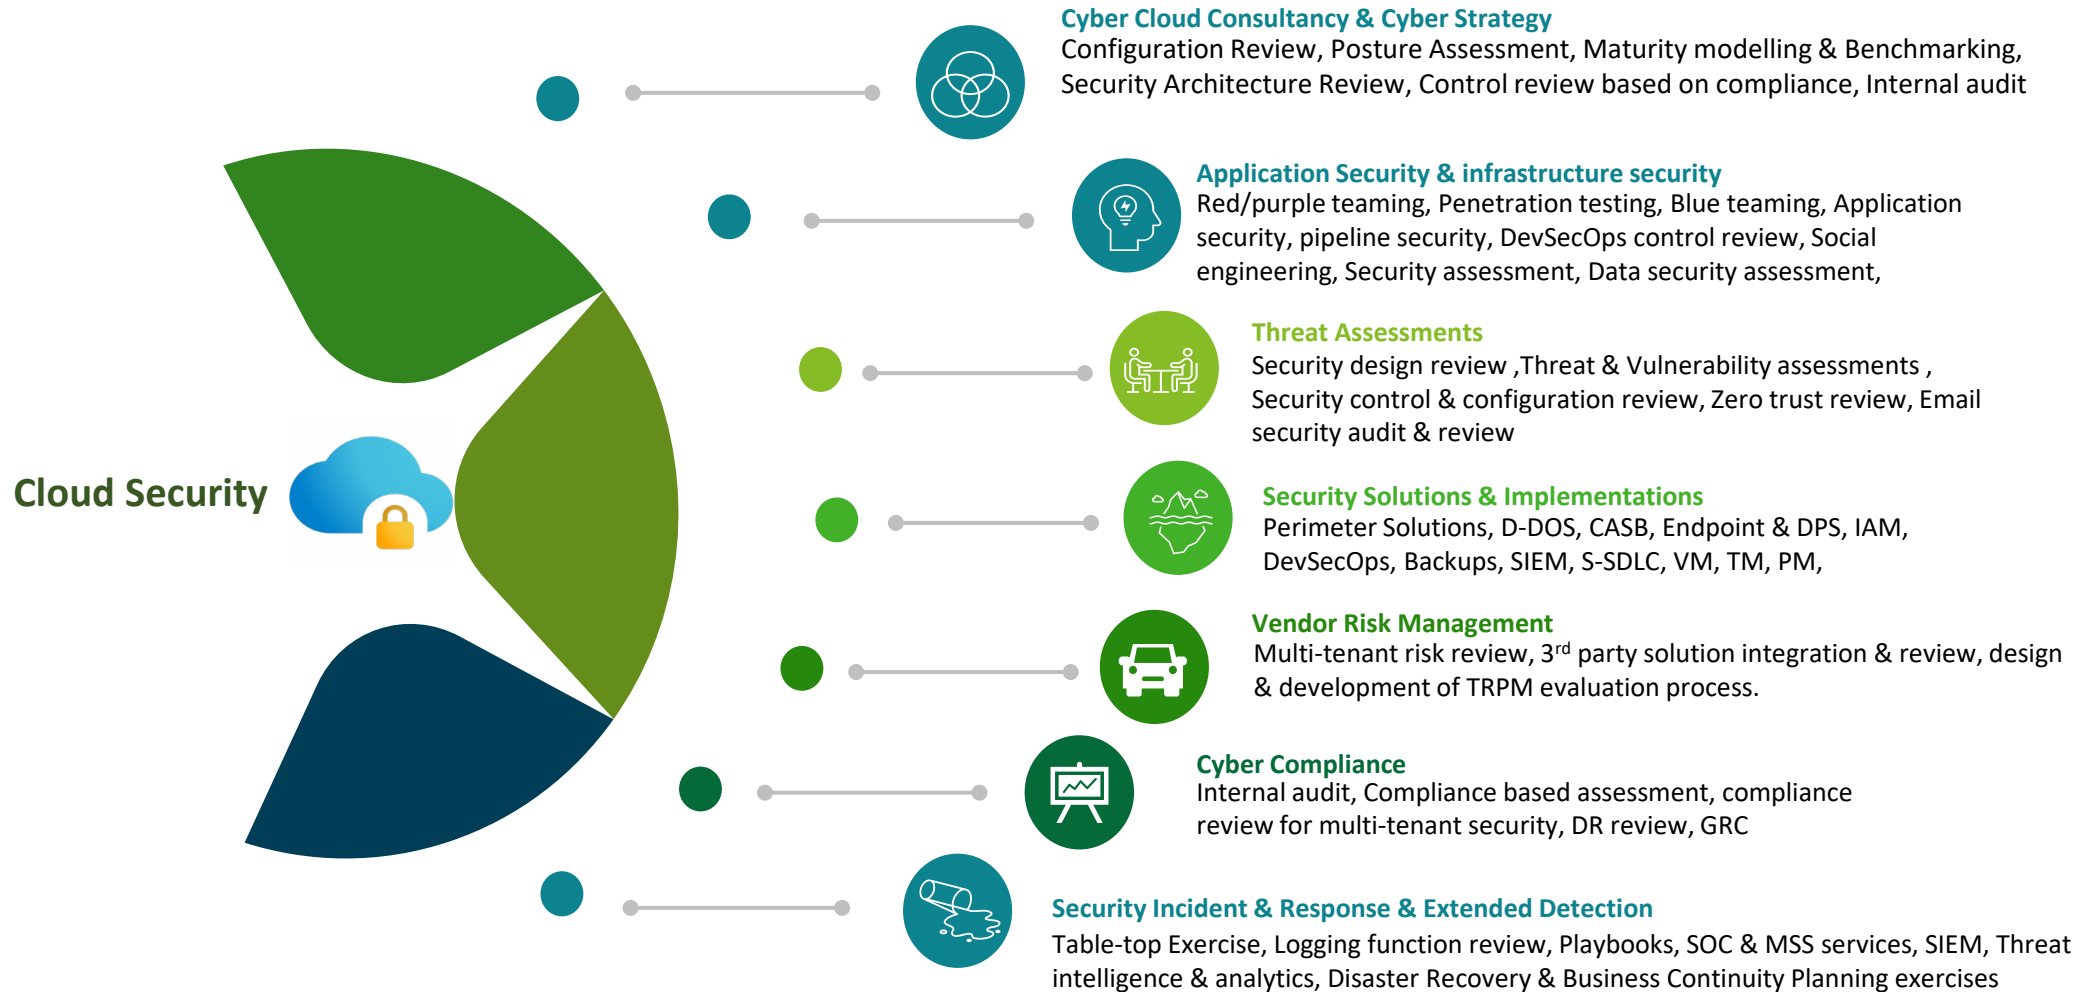 Cyber Cloud Consultancy & Cyber Strategy
Configuration Review, Posture Assessment, Maturity modelling & Benchmarking,
Security Architecture Review, Control review based on compliance, Internal audit
Application Security & infrastructure security
Red/purple teaming, Penetration testing, Blue teaming, Application
security, pipeline security, DevSecOps control review, Social
engineering, Security assessment, Data security assessment,
Threat Assessments
Security design review ,Threat & Vulnerability assessments ,
Security control & configuration review, Zero trust review, Email
security audit & review
Cloud Security
Security Solutions & Implementations
Perimeter Solutions, D-DOS, CASB, Endpoint & DPS, IAM,
DevSecOps, Backups, SIEM, S-SDLC, VM, TM, PM,
Vendor Risk Management
Multi-tenant risk review, 3rd party solution integration & review, design
& development of TRPM evaluation process.
Cyber Compliance
Internal audit, Compliance based assessment, compliance
review for multi-tenant security, DR review, GRC
Security Incident & Response & Extended Detection
Table-top Exercise, Logging function review, Playbooks, SOC & MSS services, SIEM, Threat
intelligence & analytics, Disaster Recovery & Business Continuity Planning exercises